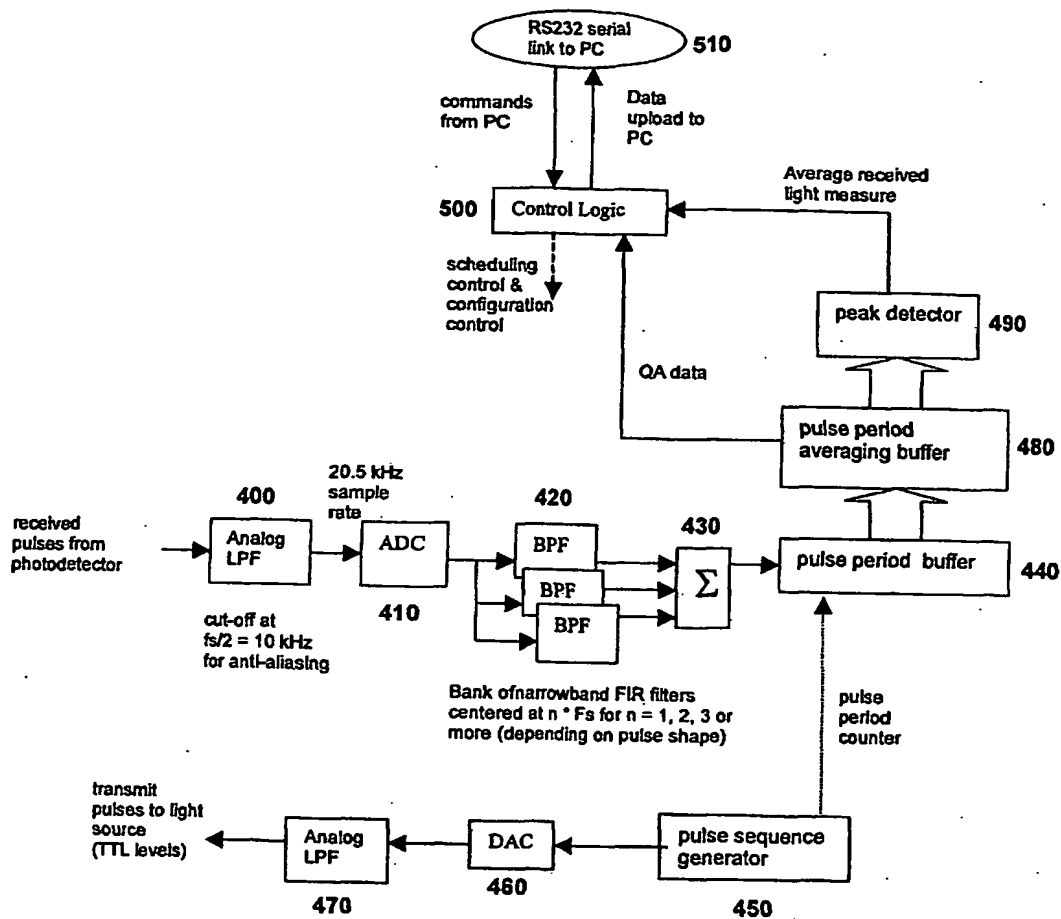 RS232 serial
link to PC
510
commands
from PC
Data
upload to
PC
Average received
light measure
500
Control Logic
scheduling
control &
configuration
control
peak detector
490
QA data
pulse period
averaging buffer
480
20.5 kHz
sample
rate
400
420
430
received
pulses from
photodetector
Analog
LPF
ADC
BPF
BPF
BPF
Σ
pulse period buffer
440
410
cut-off at
fs/2 = 10 kHz
for anti-aliasing
Bank ofnarrowband FIR filters
centered at n * Fs for n = 1, 2, 3 or
more (depending on pulse shape)
pulse
period
counter
transmit
pulses to light
source
(TTL levels)
Analog
LPF
DAC
pulse sequence
generator
470
460
450